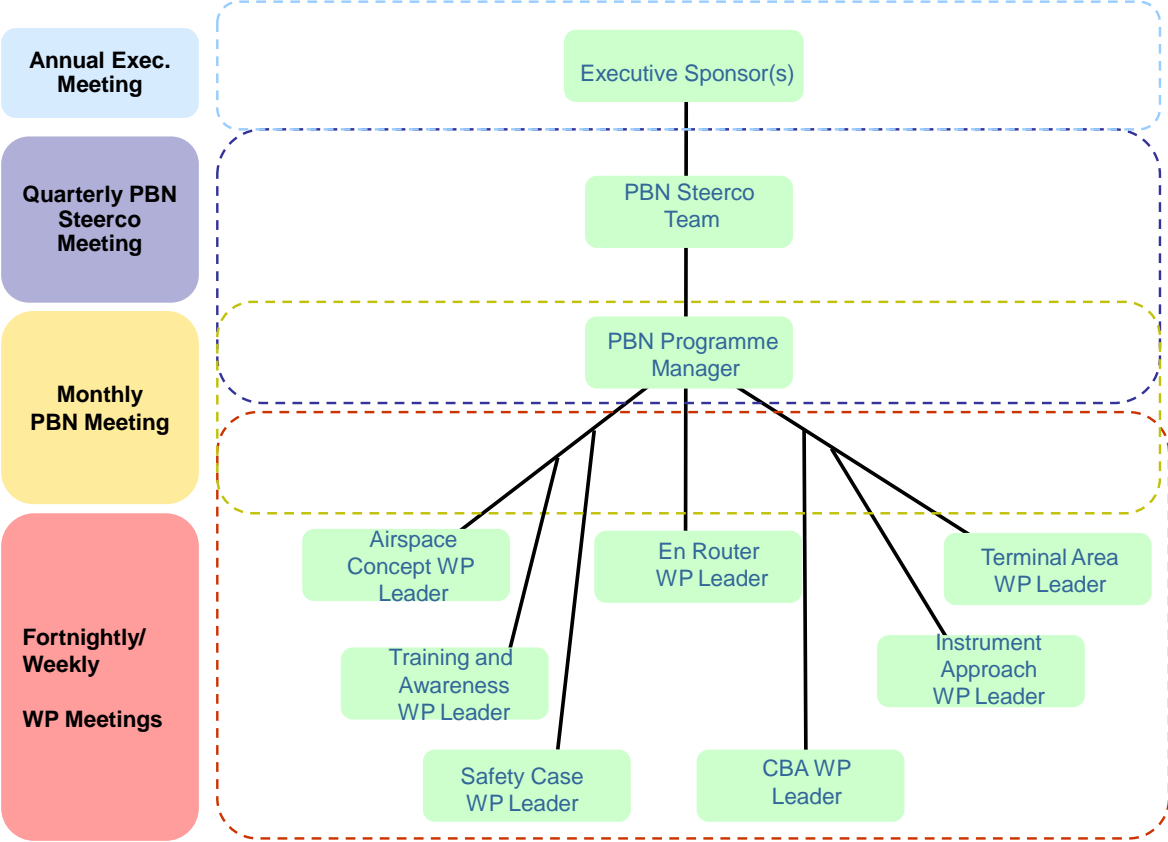 Annual Exec.
Meeting
Executive Sponsor(s)
Quarterly PBN
Steerco
Meeting
PBN Steerco
Team
Monthly
PBN Meeting
PBN Programme
Manager
Fortnightly/
Weekly
WP Meetings
Airspace
Concept WP
Leader
En Router
WP Leader
Terminal Area
WP Leader
Training and
Awareness
WP Leader
Instrument
Approach
WP Leader
Safety Case
WP Leader
CBA WP
Leader